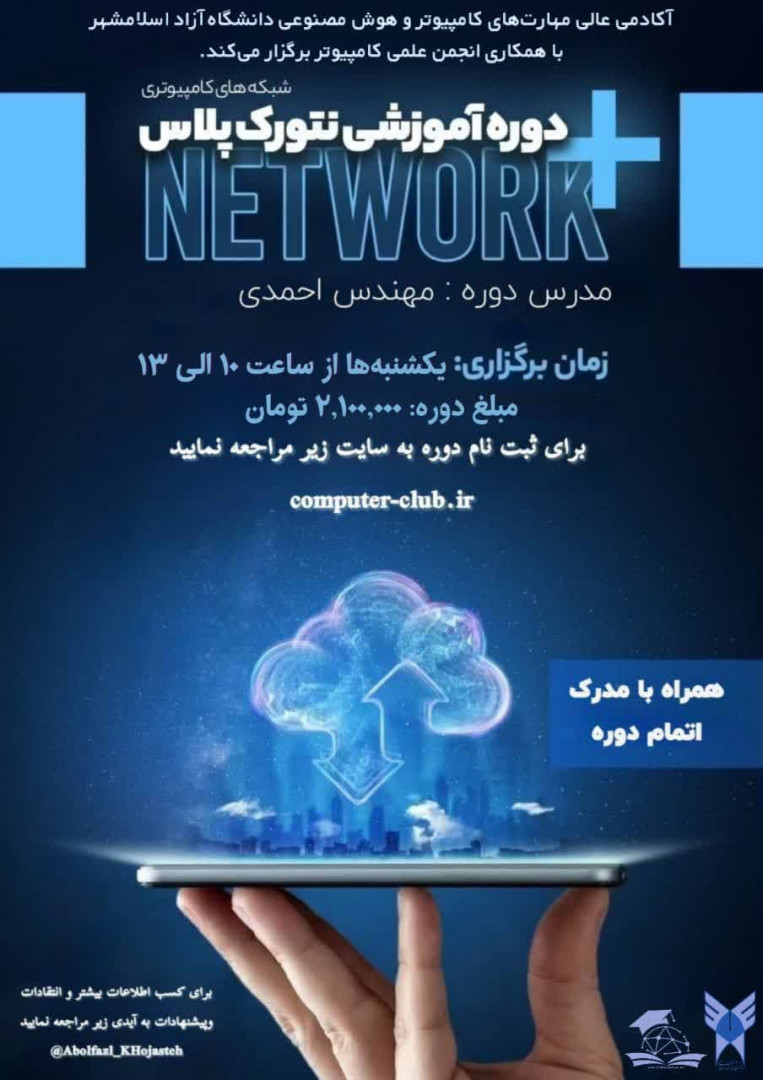 آکادمی عالی مهارت‌های کامپیوتر و هوش مصنوعی دانشگاه آزاد اسلامشهر
با همکاری انجمن علمی کامپیوتر برگزار می‌کند.
شبکه‌های کامپیوتری
دوره آموزشی نتورک پلاس
NETWORK+
مدرس دوره : مهندس احمدی
زمان برگزاری: یکشنبه‌ها از ساعت ۱۰ الی ۱۳
مبلغ دوره: ۲,۱۰۰,۰۰۰ تومان
برای ثبت نام دوره به سایت زیر مراجعه نمایید
computer-club.ir
همراه با مدرک
اتمام دوره
برای کسب اطلاعات بیشتر و انتقادات
وپیشنهادات به آیدی زیر مراجعه نمایید
@Abolfazl_KHojasteh